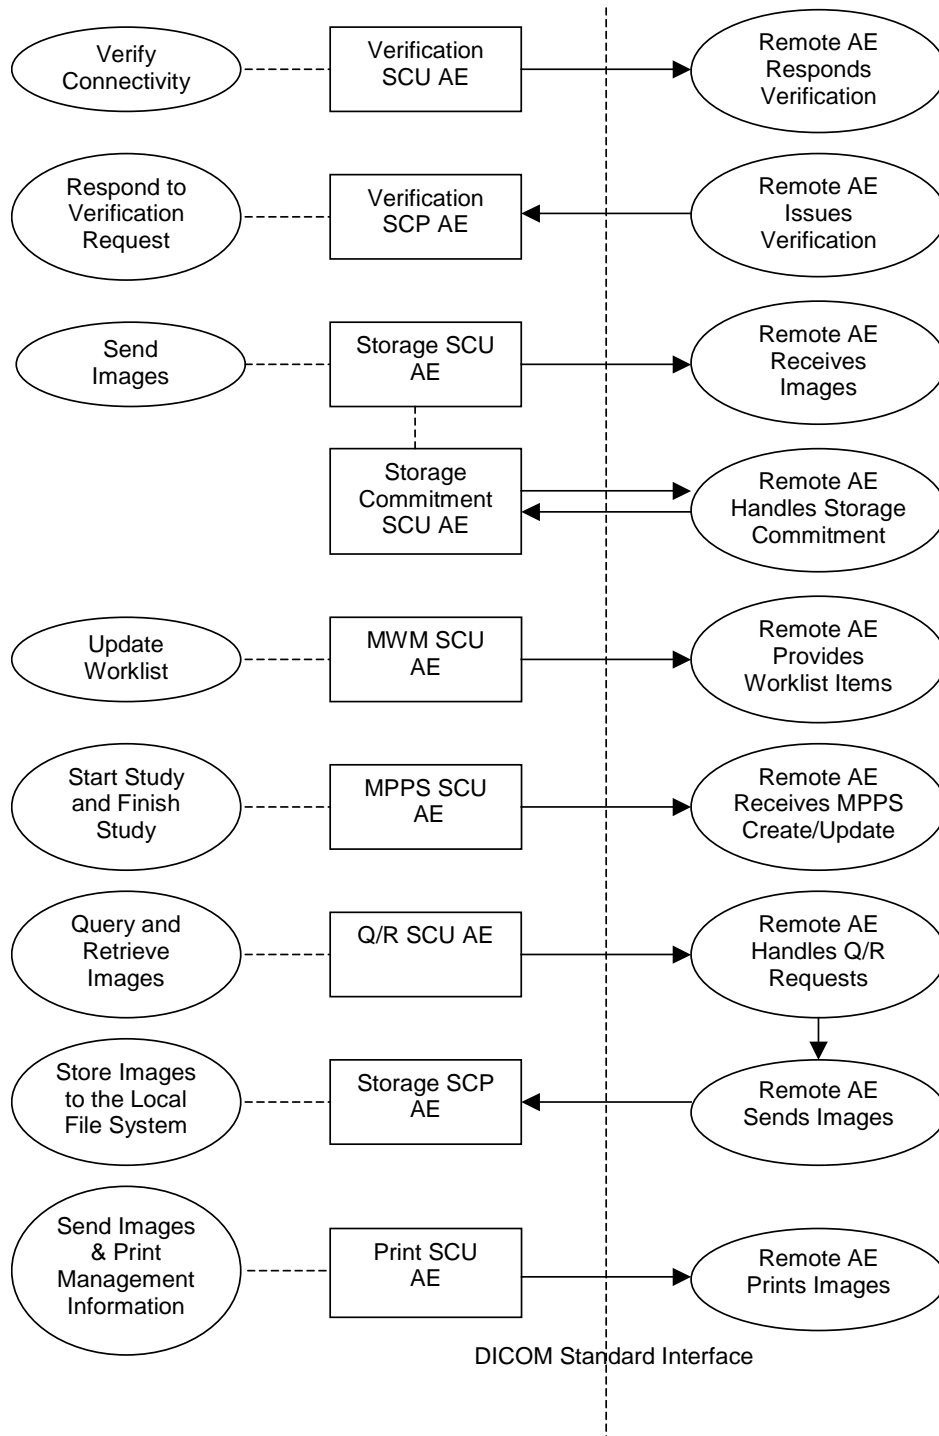 Verify
Connectivity
Verification
SCU AE
Remote AE
Responds
Verification
Respond to
Verification
Request
Verification
SCP AE
Remote AE
Issues
Verification
Send
Images
Storage SCU
AE
Remote AE
Receives
Images
Storage
Commitment
SCU AE
Remote AE
Handles Storage
Commitment
Update
Worklist
MWM SCU
AE
Remote AE
Provides
Worklist Items
Start Study
and Finish
Study
MPPS SCU
AE
Remote AE
Receives MPPS
Create/Update
Query and
Retrieve
Images
Q/R SCU AE
Remote AE
Handles Q/R
Requests
Store Images
to the Local
File System
Storage SCP
AE
Remote AE
Sends Images
Send Images
& Print
Management
Information
Print SCU
AE
Remote AE
Prints Images
DICOM Standard Interface